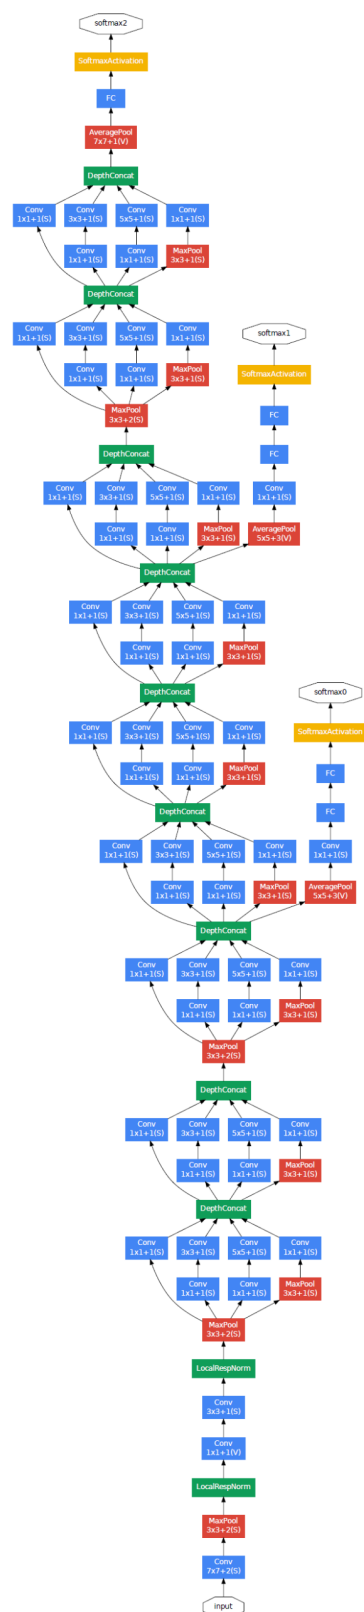 softmax2
SoftmaxActivation
FC
AveragePool
7x7+1(V)
DepthConcat
Conv
1x1+1(S)
Conv
3x3+1(S)
Conv
5x5+1(S)
Conv
1x1+1(S)
Conv
1x1+1(S)
Conv
1x1+1(S)
MaxPool
3x3+1(S)
DepthConcat
Conv
1x1+1(S)
Conv
3x3+1(S)
Conv
5x5+1(S)
Conv
1x1+1(S)
softmax1
Conv
1x1+1(S)
Conv
1x1+1(S)
MaxPool
3x3+1(S)
SoftmaxActivation
MaxPool
3x3+2(S)
FC
DepthConcat
FC
Conv
1x1+1(S)
Conv
3x3+1(S)
Conv
5x5+1(S)
Conv
1x1+1(S)
Conv
1x1+1(S)
Conv
1x1+1(S)
Conv
1x1+1(S)
MaxPool
3x3+1(S)
AveragePool
5x5+3(V)
DepthConcat
Conv
1x1+1(S)
Conv
3x3+1(S)
Conv
5x5+1(S)
Conv
1x1+1(S)
Conv
1x1+1(S)
Conv
1x1+1(S)
MaxPool
3x3+1(S)
DepthConcat
softmax0
Conv
1x1+1(S)
Conv
3x3+1(S)
Conv
5x5+1(S)
Conv
1x1+1(S)
SoftmaxActivation
Conv
1x1+1(S)
Conv
1x1+1(S)
MaxPool
3x3+1(S)
FC
DepthConcat
FC
Conv
1x1+1(S)
Conv
3x3+1(S)
Conv
5x5+1(S)
Conv
1x1+1(S)
Conv
1x1+1(S)
Conv
1x1+1(S)
Conv
1x1+1(S)
MaxPool
3x3+1(S)
AveragePool
5x5+3(V)
DepthConcat
Conv
1x1+1(S)
Conv
3x3+1(S)
Conv
5x5+1(S)
Conv
1x1+1(S)
Conv
1x1+1(S)
Conv
1x1+1(S)
MaxPool
3x3+1(S)
MaxPool
3x3+2(S)
DepthConcat
Conv
1x1+1(S)
Conv
3x3+1(S)
Conv
5x5+1(S)
Conv
1x1+1(S)
Conv
1x1+1(S)
Conv
1x1+1(S)
MaxPool
3x3+1(S)
DepthConcat
Conv
1x1+1(S)
Conv
3x3+1(S)
Conv
5x5+1(S)
Conv
1x1+1(S)
Conv
1x1+1(S)
Conv
1x1+1(S)
MaxPool
3x3+1(S)
MaxPool
3x3+2(S)
LocalRespNorm
Conv
3x3+1(S)
Conv
1x1+1(V)
LocalRespNorm
MaxPool
3x3+2(S)
Conv
7x7+2(S)
input